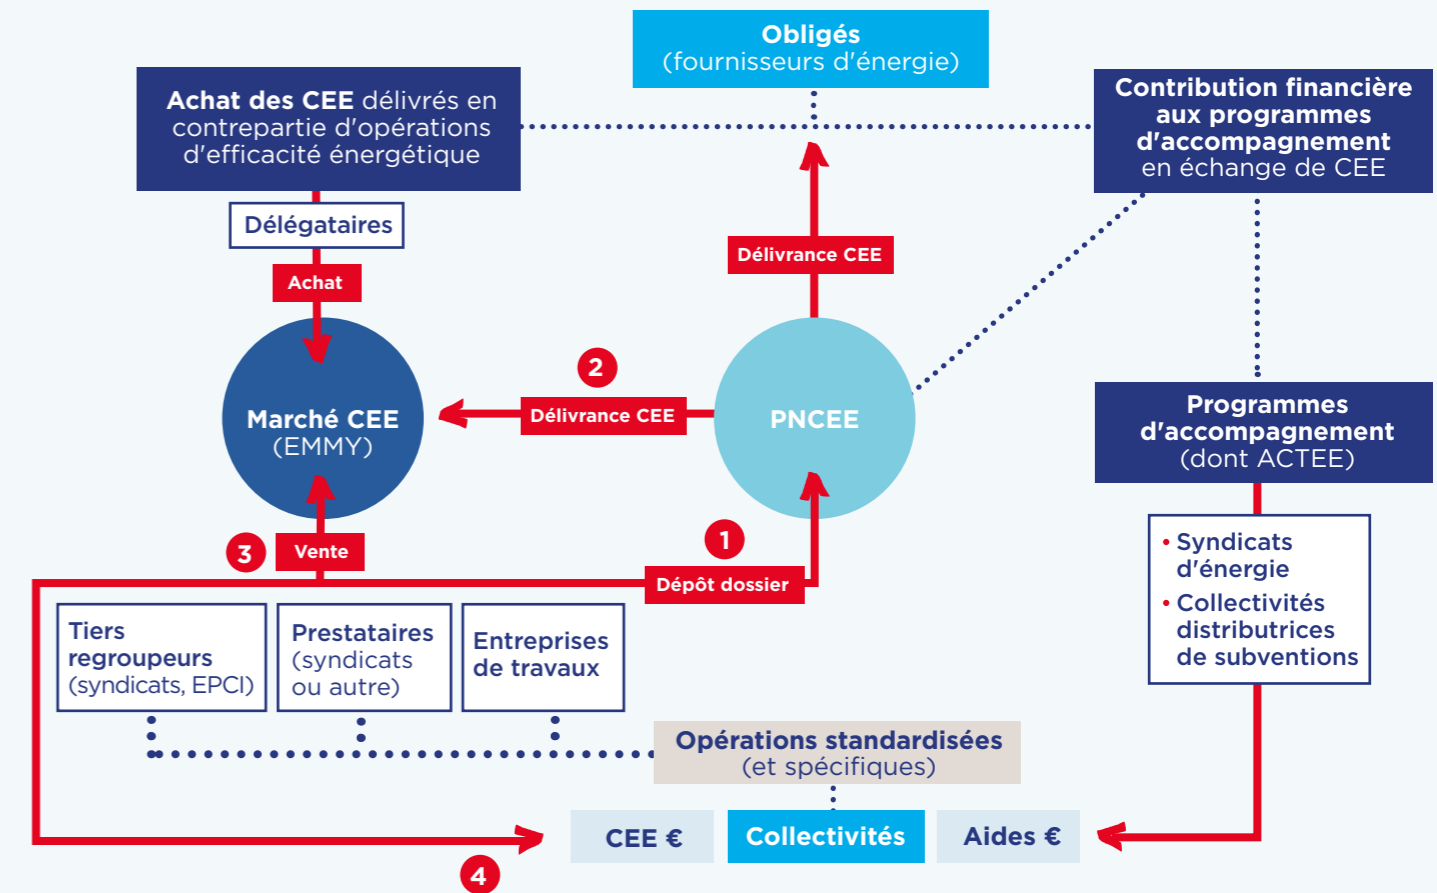 Obligés
(fournisseurs d'énergie)
Achat des CEE délivrés en
contrepartie d'opérations
d'efficacité énergétique
Contribution financière
aux programmes
d'accompagnement
en échange de CEE
Délégataires
Achat
Délivrance CEE
Marché CEE
(EMMY)
2
Délivrance CEE
PNCEE
Programmes
d'accompagnement
(dont ACTEE)
3
Vente
1
Dépôt dossier
• Syndicats
d'énergie
• Collectivités
distributrices
de subventions
Tiers
regroupeurs
(syndicats, EPCI)
Prestataires
(syndicats
ou autre)
Entreprises
de travaux
Opérations standardisées
(et spécifiques)
CEE €
Collectivités
Aides €
4